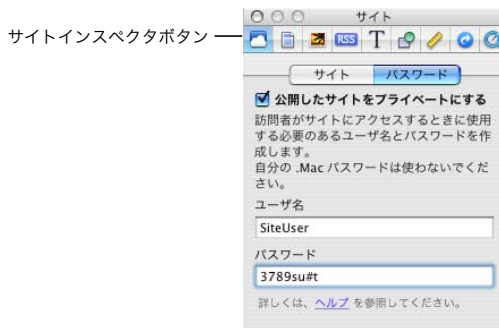 サイト
サイトインスペクタボタン
RSS
T
サイト パスワード
公開したサイトをプライベートにする
訪問者がサイトにアクセスするときに使用
する必要のあるユーザ名とパスワードを作
成します。
自分の .Mac パスワードは使わないでくだ
さい。
ユーザ名
SiteUser
パスワード
3789su#t
詳しくは、ヘルプ を参照してください。